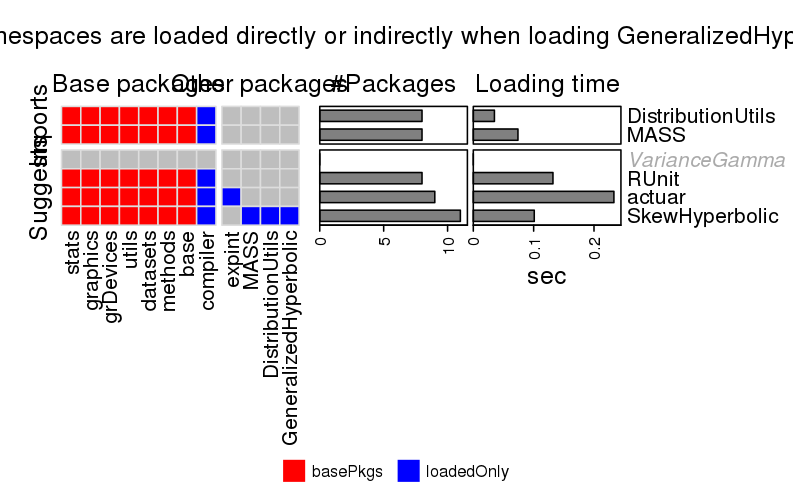 nespaces are loaded directly or indirectly when loading GeneralizedHyp
Base packages
Other packages
#Packages
Loading time
Imports
Suggests
DistributionUtils
MASS
VarianceGamma
RUnit
actuar
SkewHyperbolic
stats
graphics
grDevices
utils
datasets
methods
base
compiler
expint
MASS
DistributionUtils
GeneralizedHyperbolic
0 5 10
0 0.1 0.2
sec
basePkgs loadedOnly